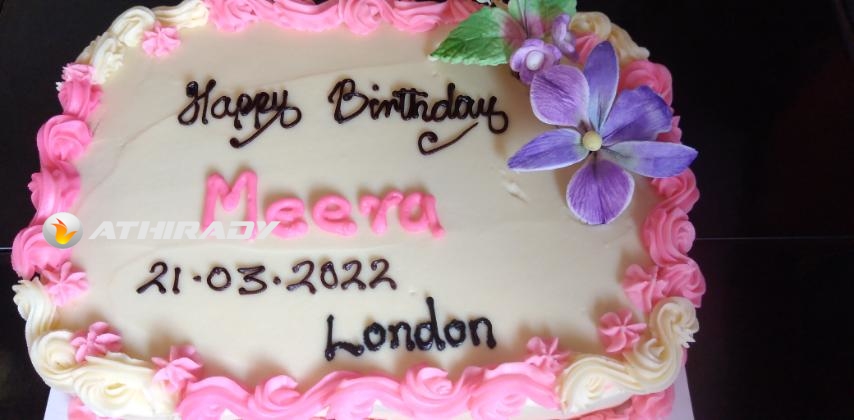 Happy Birthday
Meera
ATHIRADY
21.03.2022
London